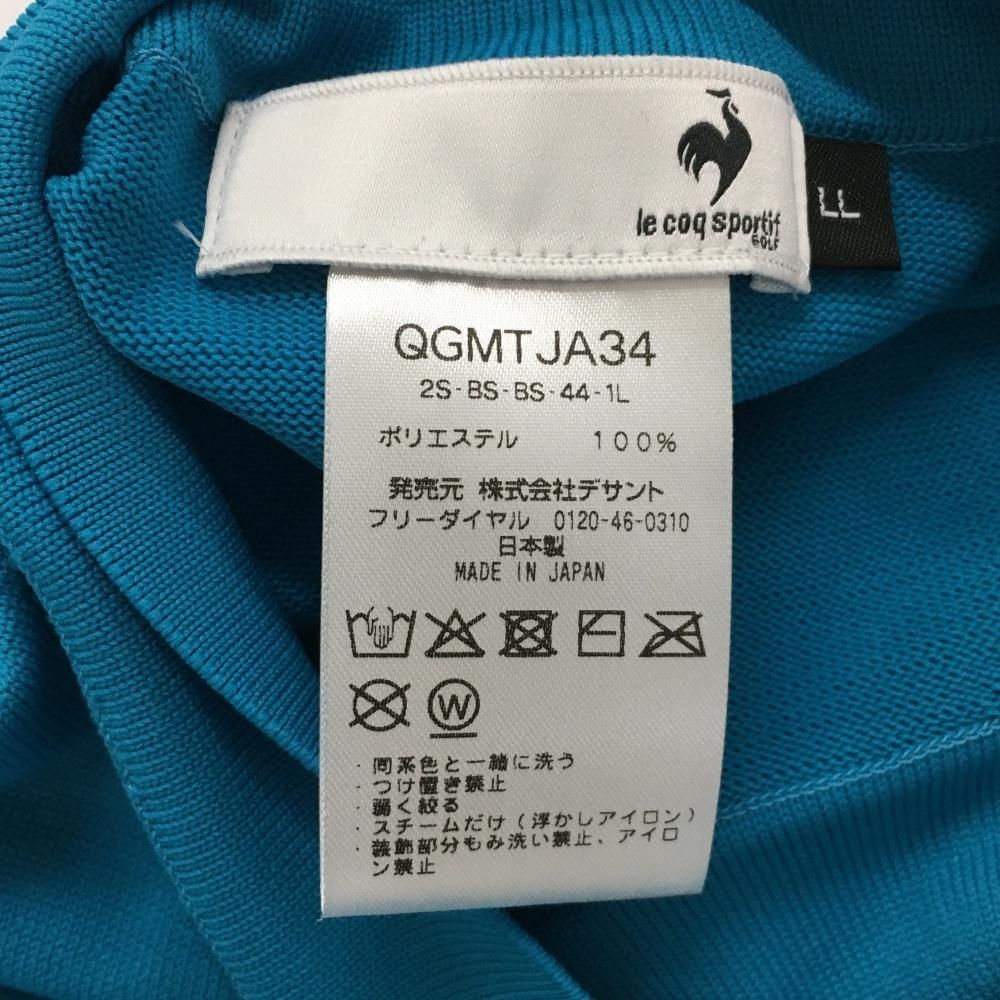 le coq sportif
GOLF
LL
QGMTJA34
2S-BS-BS-44-1L
ポリエステル 100%
発売元 株式会社デサント
フリーダイヤル 0120-46-0310
日本製
MADE IN JAPAN
W
・同系色と一緒に洗う
・つけ置き禁止
・弱く絞る
・スチームだけ(浮かしアイロン)
・装飾部分もみ洗い禁止、アイロ
ン禁止